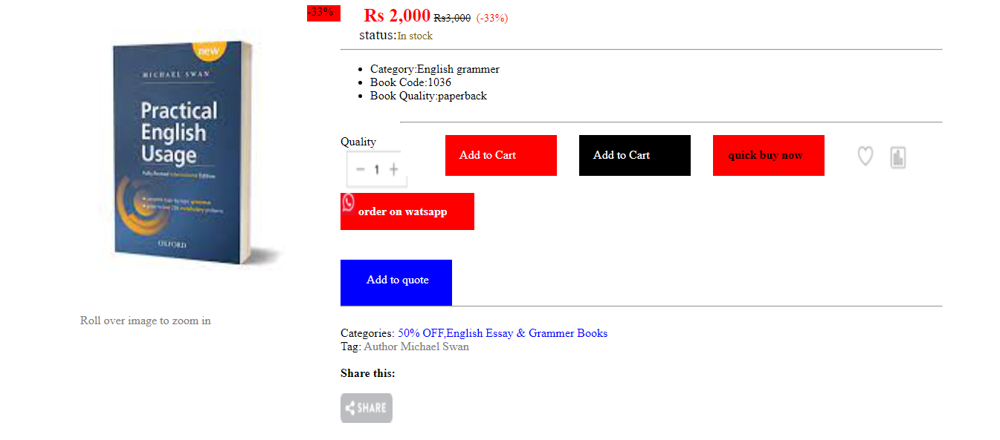 -33%
Rs 2,000 Rs3,000 (-33%)
status:In stock
new
MICHAEL SWAN
Practical
English
Usage
Fully Revised International Edition
OXFORD
Roll over image to zoom in
Category:English grammer
Book Code:1036
Book Quality:paperback
Quality
− 1 +
Add to Cart
Add to Cart
quick buy now
order on watsapp
Add to quote
Categories: 50% OFF,English Essay & Grammer Books
Tag: Author Michael Swan
Share this:
SHARE